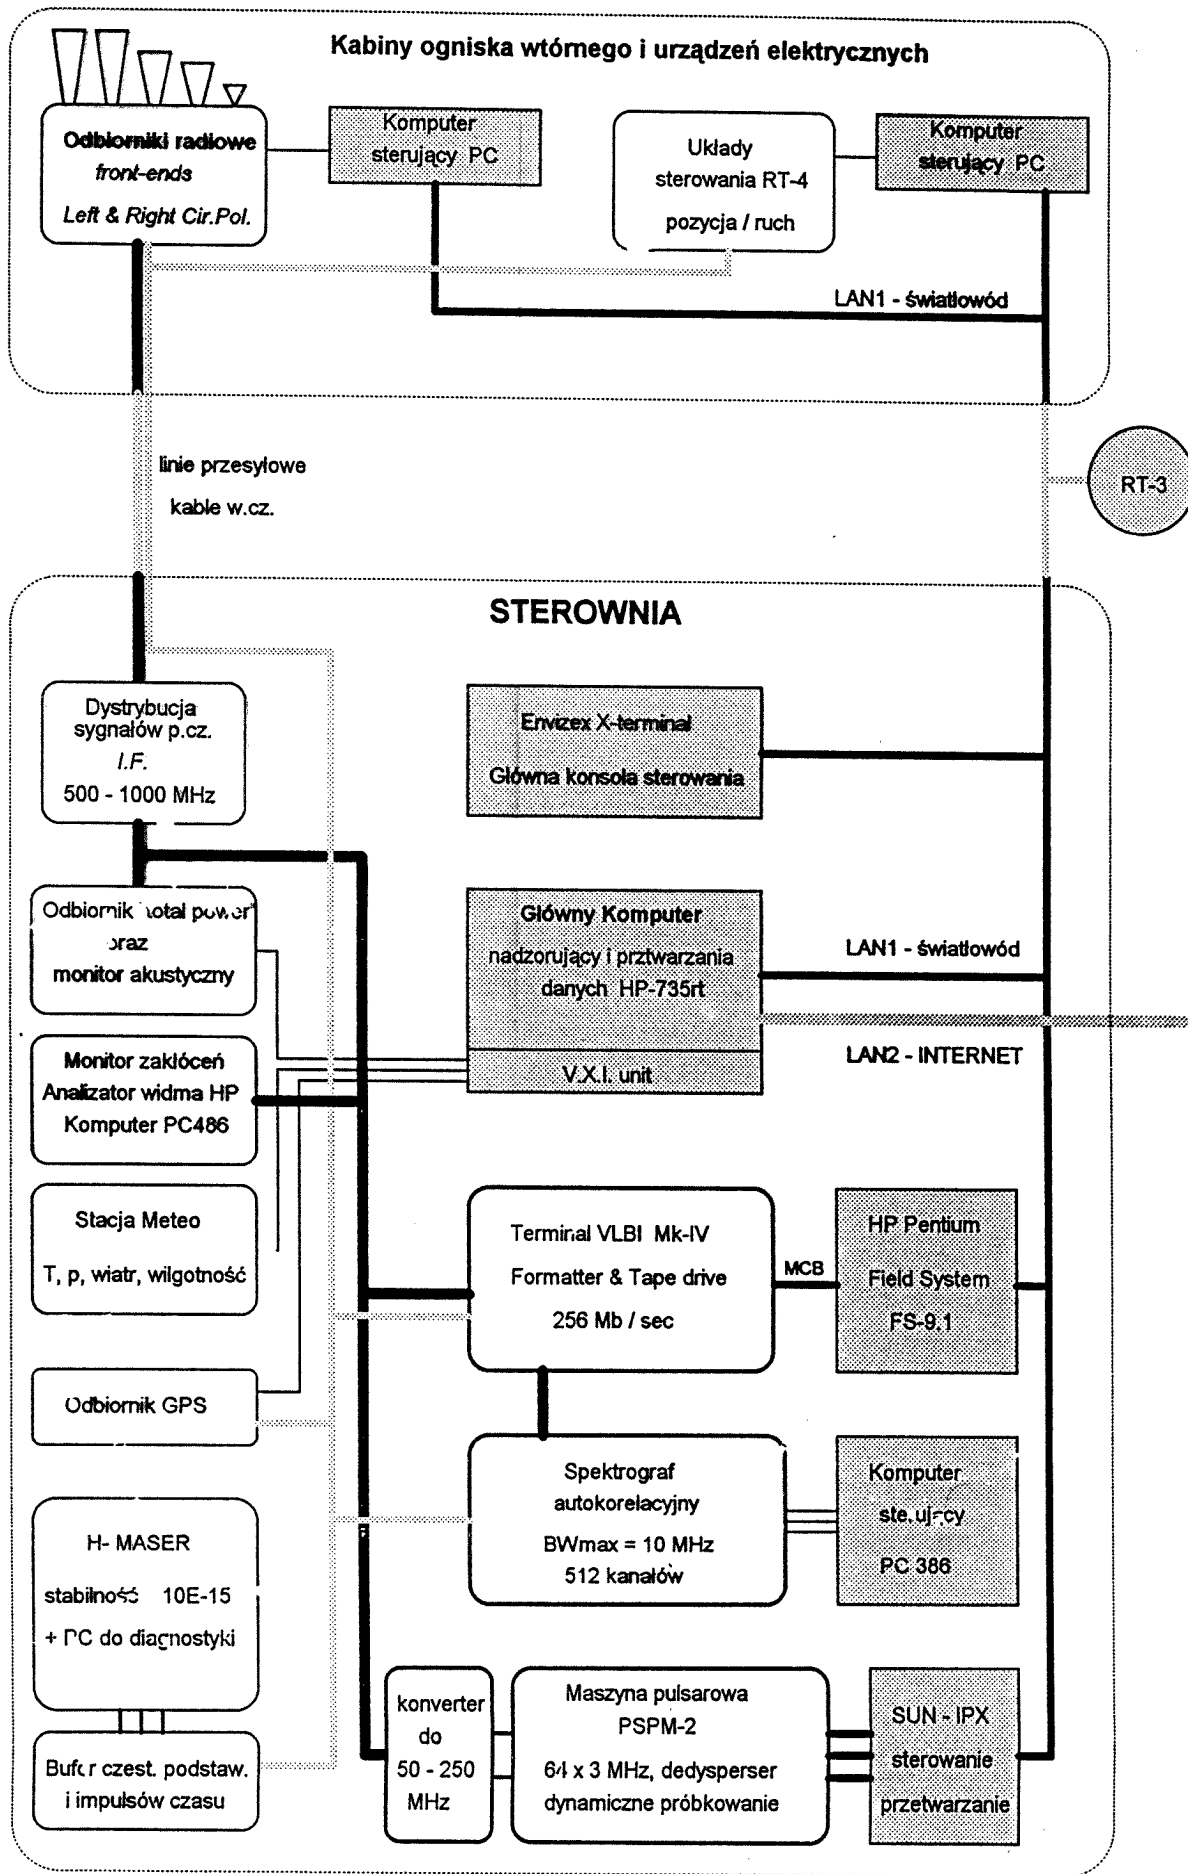 Kabiny ogniska wtórnego i urządzeń elektrycznych
Odbiorniki radiowe
front-ends
Left & Right Cir.Pol.
Komputer
sterujący PC
Układy
sterowania RT-4
pozycja / ruch
Komputer
sterujący PC
LAN1 - światłowód
linie przesyłowe
kable w.cz.
RT-3
STEROWNIA
Dystrybucja
sygnałów p.cz.
I.F.
500 - 1000 MHz
Envizex X-terminal
Główna konsola sterowania
Odbiornik total power"
oraz
monitor akustyczny
Główny Komputer
nadzorujący i prztwarzania
danych HP-735rt
V.X.I. unit
LAN1 - światłowód
LAN2 - INTERNET
Monitor zakłóceń
Analizator widma HP
Komputer PC486
Stacja Meteo
T, p, wiatr, wilgotność
Terminal VLBI Mk-IV
Formatter & Tape drive
256 Mb / sec
MCB
HP Pentium
Field System
FS-9.1
Odbiornik GPS
Spektrograf
autokorelacyjny
BWmax = 10 MHz
512 kanałów
Komputer
sterujący
PC 386
H- MASER
stabilność 10E-15
+ PC do diagnostyki
Bufor czest. podstaw.
i impulsów czasu
konverter
do
50 - 250
MHz
Maszyna pulsarowa
PSPM-2
64 x 3 MHz, dedysperser
dynamiczne próbkowanie
SUN - IPX
sterowanie
przetwarzanie